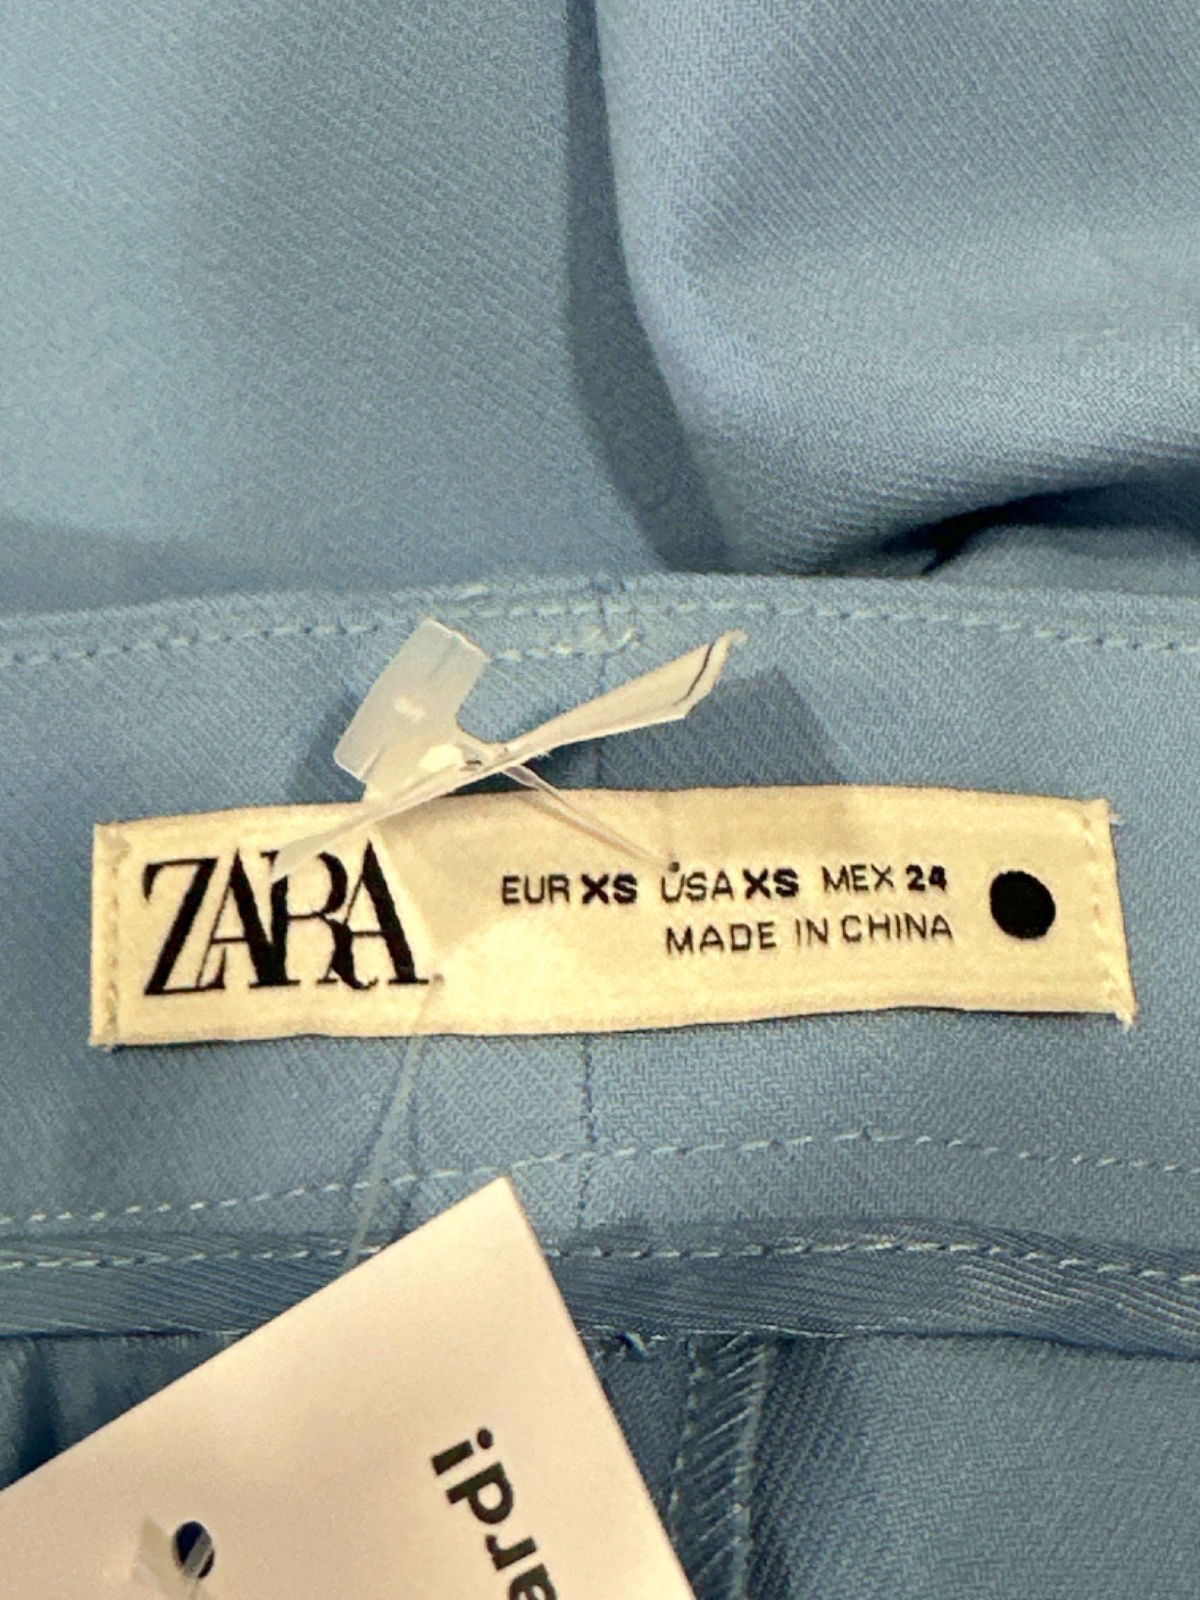 ZARA
EUR XS USA XS MEX 24
MADE IN CHINA